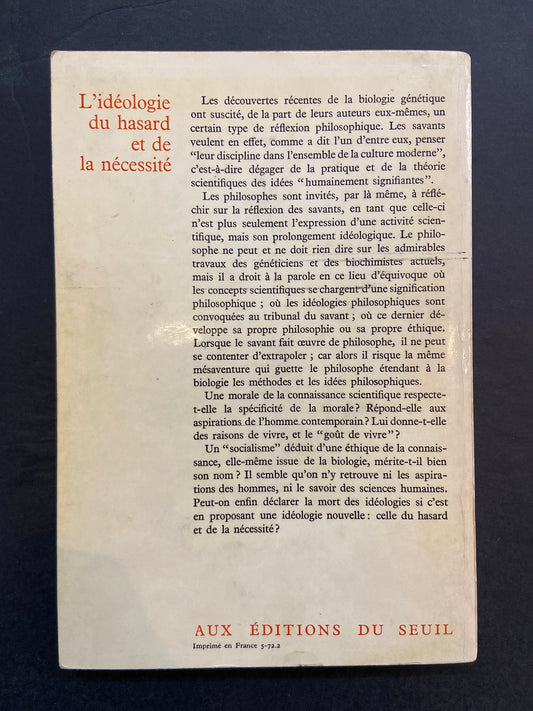 L'idéologie
du hasard
et de
la nécessité
Les découvertes récentes de la biologie génétique
ont suscité, de la part de leurs auteurs eux-mêmes, un
certain type de réflexion philosophique. Les savants
veulent en effet, comme a dit l'un d'entre eux, penser
"leur discipline dans l'ensemble de la culture moderne",
c'est-à-dire dégager de la pratique et de la théorie
scientifiques des idées "humainement signifiantes".
Les philosophes sont invités, par là même, à réflé-
chir sur la réflexion des savants, en tant que celle-ci
n'est plus seulement l'expression d'une activité scien-
tifique, mais son prolongement idéologique. Le philo-
sophe ne peut et ne doit rien dire sur les admirables
travaux des généticiens et des biochimistes actuels,
mais il a droit à la parole en ce lieu d'équivoque où
les concepts scientifiques se chargent d'une signification
philosophique ; où les idéologies philosophiques sont
convoquées au tribunal du savant ; où ce dernier dé-
veloppe sa propre philosophie ou sa propre éthique.
Lorsque le savant fait œuvre de philosophe, il ne peut
se contenter d'extrapoler ; car alors il risque la même
mésaventure qui guette le philosophe étendant à la
biologie les méthodes et les idées philosophiques.
Une morale de la connaissance scientifique respecte-
t-elle la spécificité de la morale ? Répond-elle aux
aspirations de l'homme contemporain ? Lui donne-t-elle
des raisons de vivre, et le "goût de vivre" ?
Un "socialisme" déduit d'une éthique de la connais-
sance, elle-même issue de la biologie, mérite-t-il bien
son nom ? Il semble qu'on n'y retrouve ni les aspira-
tions des hommes, ni le savoir des sciences humaines.
Peut-on enfin déclarer la mort des idéologies si c'est
en proposant une idéologie nouvelle : celle du hasard
et de la nécessité ?
AUX ÉDITIONS DU SEUIL
Imprimé en France 5-72.2